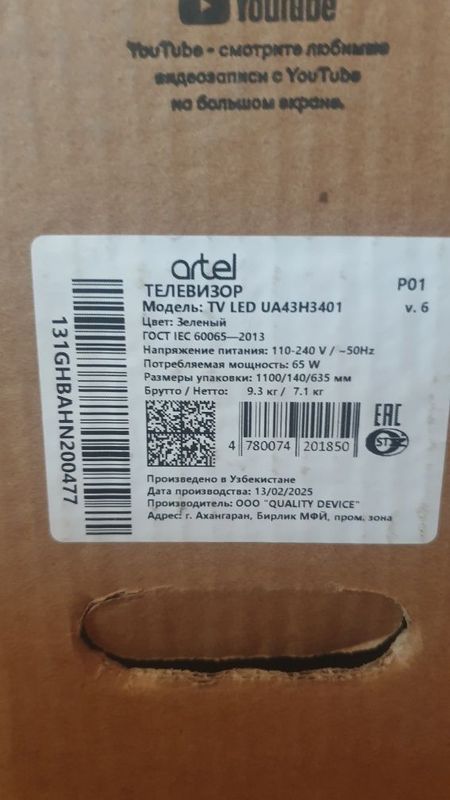 YouTube
YouTube - смотрите любимые
видеозаписи с YouTube
на большом экране.
artel
ТЕЛЕВИЗОР
P01
Модель: TV LED UA43H3401
v. 6
Цвет: Зеленый
ГОСТ IEC 60065—2013
Напряжение питания: 110-240 V / ~50Hz
Потребляемая мощность: 65 W
Размеры упаковки: 1100/140/635 мм
Брутто / Нетто: 9.3 кг / 7.1 кг
131GHBAHN200477
4 780074 201850
EAC
Произведено в Узбекистане
Дата производства: 13/02/2025
Производитель: ООО "QUALITY DEVICE"
Адрес: г. Ахангаран, Бирлик МФЙ, пром. зона